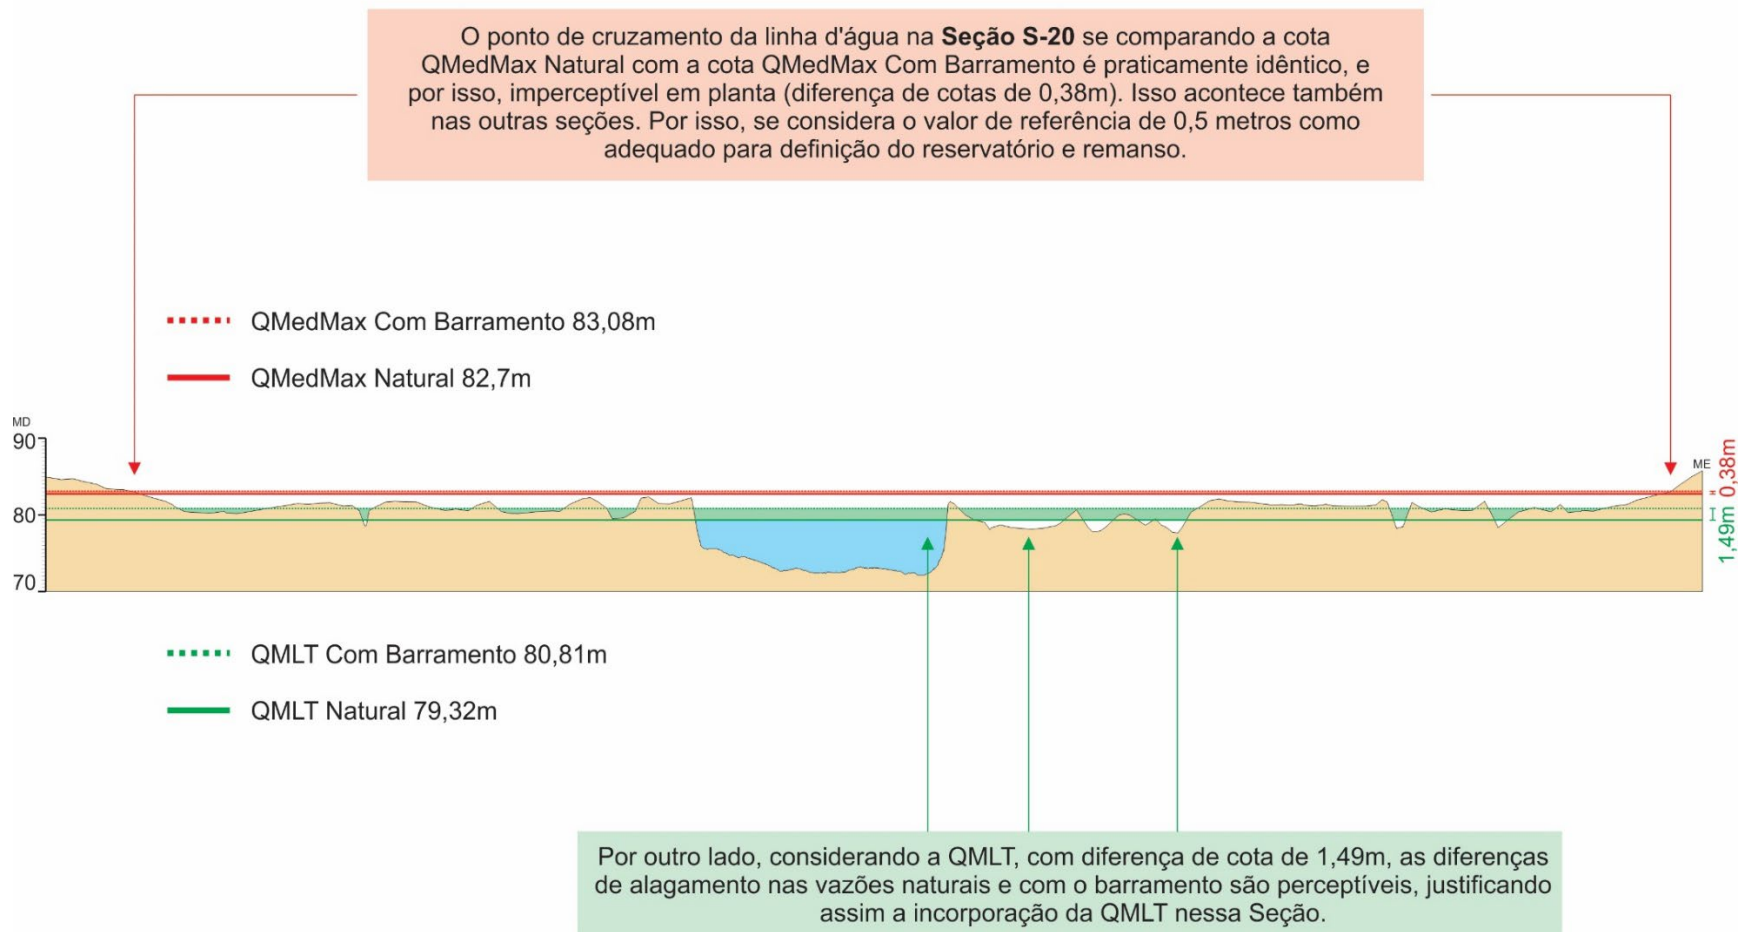 O ponto de cruzamento da linha d'água na Seção S-20 se comparando a cota
QMedMax Natural com a cota QMedMax Com Barramento é praticamente idêntico, e
por isso, imperceptível em planta (diferença de cotas de 0,38m). Isso acontece também
nas outras seções. Por isso, se considera o valor de referência de 0,5 metros como
adequado para definição do reservatório e remanso.
QMedMax Com Barramento 83,08m
QMedMax Natural 82,7m
MD
90
80
70
ME
0,38m
1,49m
QMLT Com Barramento 80,81m
QMLT Natural 79,32m
Por outro lado, considerando a QMLT, com diferença de cota de 1,49m, as diferenças
de alagamento nas vazões naturais e com o barramento são perceptíveis, justificando
assim a incorporação da QMLT nessa Seção.